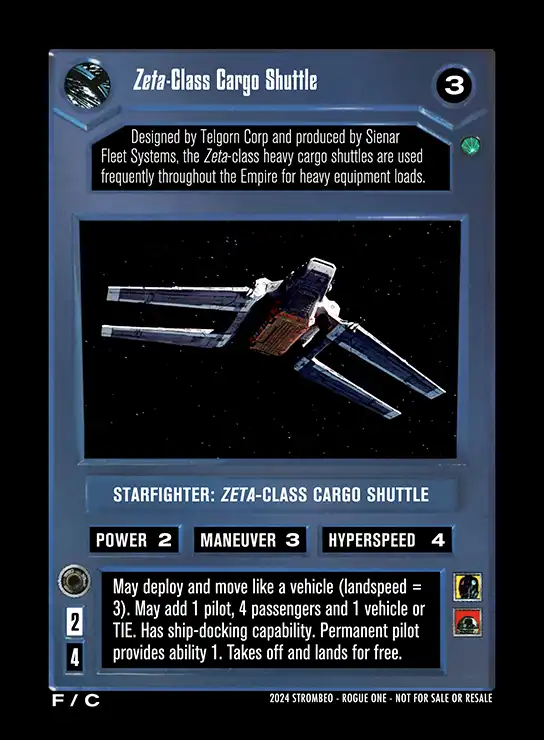 Zeta-Class Cargo Shuttle
3
Designed by Telgorn Corp and produced by Sienar
Fleet Systems, the Zeta-class heavy cargo shuttles are used
frequently throughout the Empire for heavy equipment loads.
STARFIGHTER: ZETA-CLASS CARGO SHUTTLE
POWER 2 MANEUVER 3 HYPERSPEED 4
May deploy and move like a vehicle (landspeed =
3). May add 1 pilot, 4 passengers and 1 vehicle or
TIE. Has ship-docking capability. Permanent pilot
provides ability 1. Takes off and lands for free.
2
4
F / C
2024 STROMBEO - ROGUE ONE - NOT FOR SALE OR RESALE